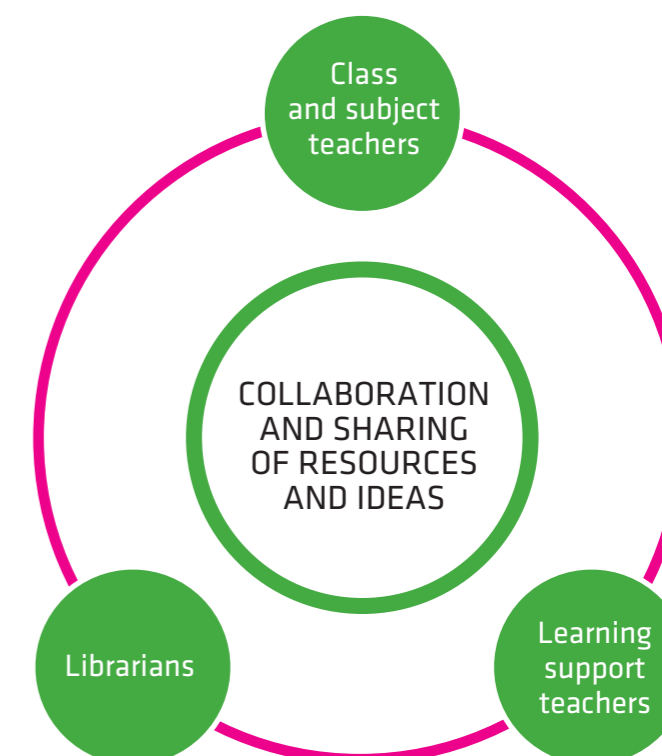 Class
and subject
teachers
COLLABORATION
AND SHARING
OF RESOURCES
AND IDEAS
Librarians
Learning
support
teachers